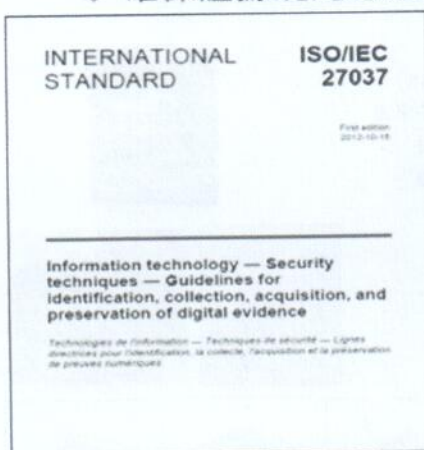 INTERNATIONAL
STANDARD
ISO/IEC
27037
First edition
2012-10-15
Information technology — Security
techniques — Guidelines for
identification, collection, acquisition, and
preservation of digital evidence
Technologies de l'information — Techniques de sécurité — Lignes
directrices pour l'identification, la collecte, l'acquisition et la préservation
de preuves numériques